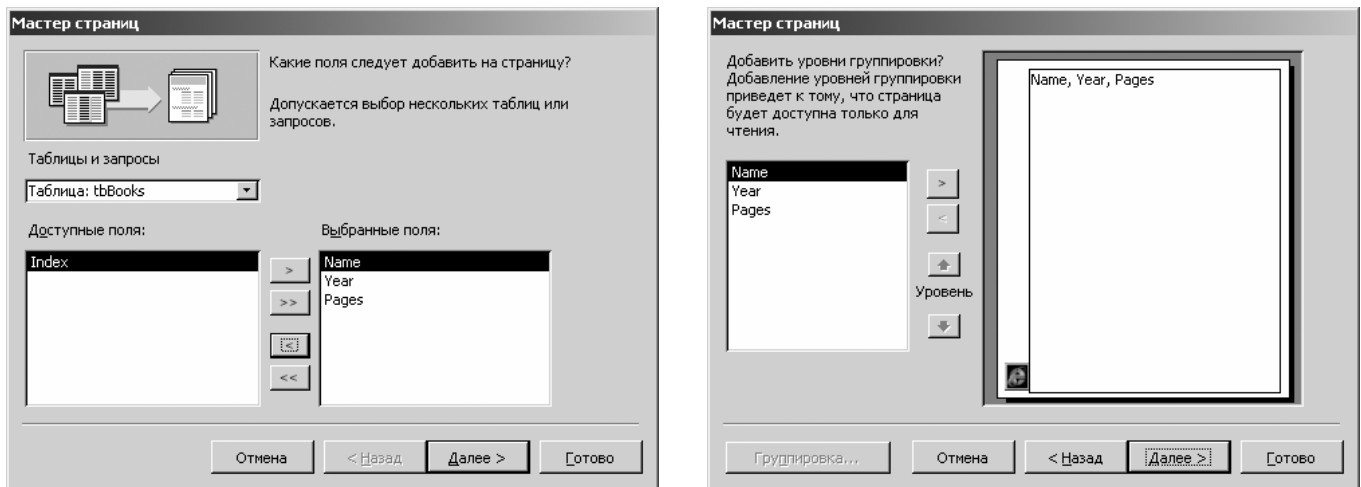 Мастер страниц
Какие поля следует добавить на страницу?
Допускается выбор нескольких таблиц или
запросов.
Таблицы и запросы
Таблица: tbBooks
Доступные поля:
Выбранные поля:
Index
Name
Year
Pages
>
>>
<
<<
Отмена
< Назад
Далее >
Готово
Мастер страниц
Добавить уровни группировки?
Добавление уровней группировки
приведет к тому, что страница
будет доступна только для
чтения.
Name
Year
Pages
>
<
Уровень
Name, Year, Pages
Группировка...
Отмена
< Назад
Далее >
Готово